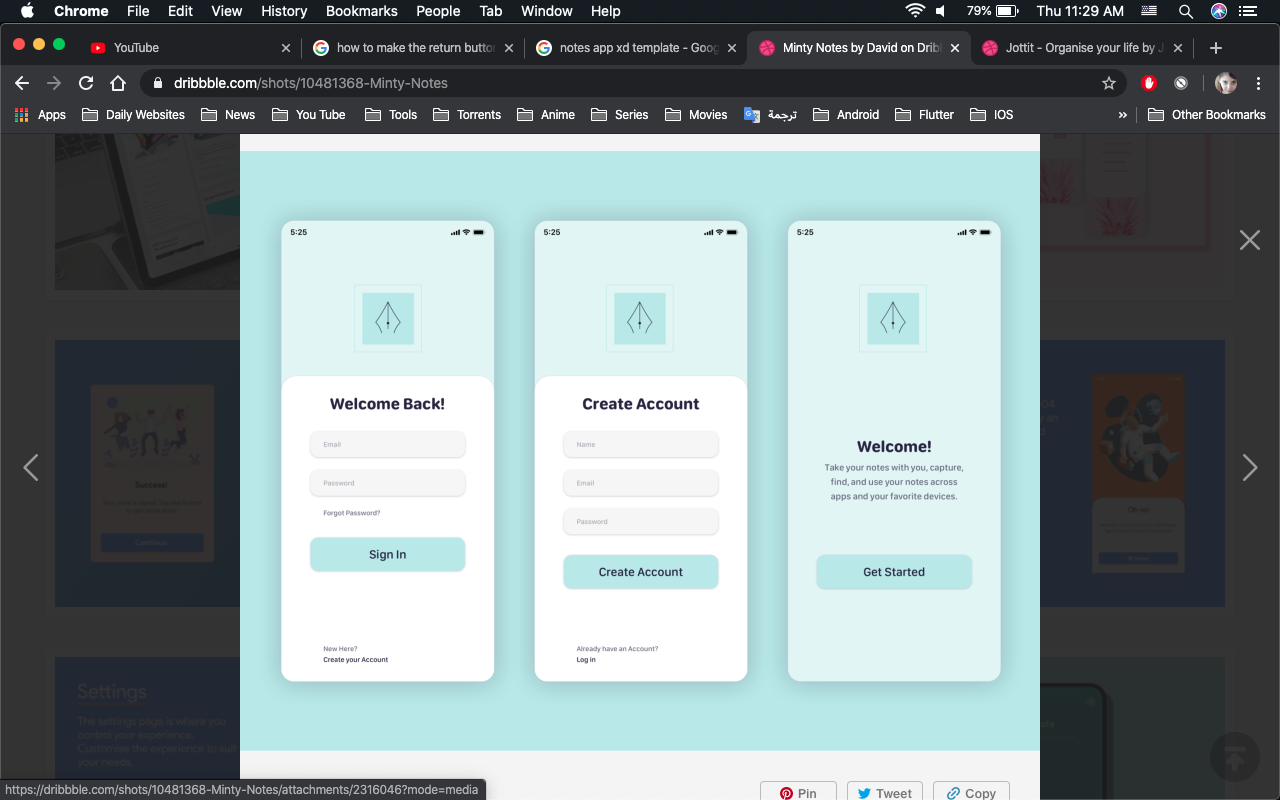 Chrome File Edit View History Bookmarks People Tab Window Help 79% Thu 11:29 AM
YouTube
how to make the return button
notes app xd template - Goog
Minty Notes by David on Drib
Jottit - Organise your life by J
dribbble.com/shots/10481368-Minty-Notes
Apps Daily Websites News You Tube Tools Torrents Anime Series Movies ترجمة Android Flutter IOS » Other Bookmarks
5:25
Welcome Back!
Email
Password
Forgot Password?
Sign In
New Here?
Create your Account
5:25
Create Account
Name
Email
Password
Create Account
Already have an Account?
Log in
5:25
Welcome!
Take your notes with you, capture,
find, and use your notes across
apps and your favorite devices.
Get Started
Success!
Continue
Oh no!
Settings
The settings page is where you
control your experience.
Customise the experience to suit
your needs.
https://dribbble.com/shots/10481368-Minty-Notes/attachments/2316046?mode=media
Pin Tweet Copy